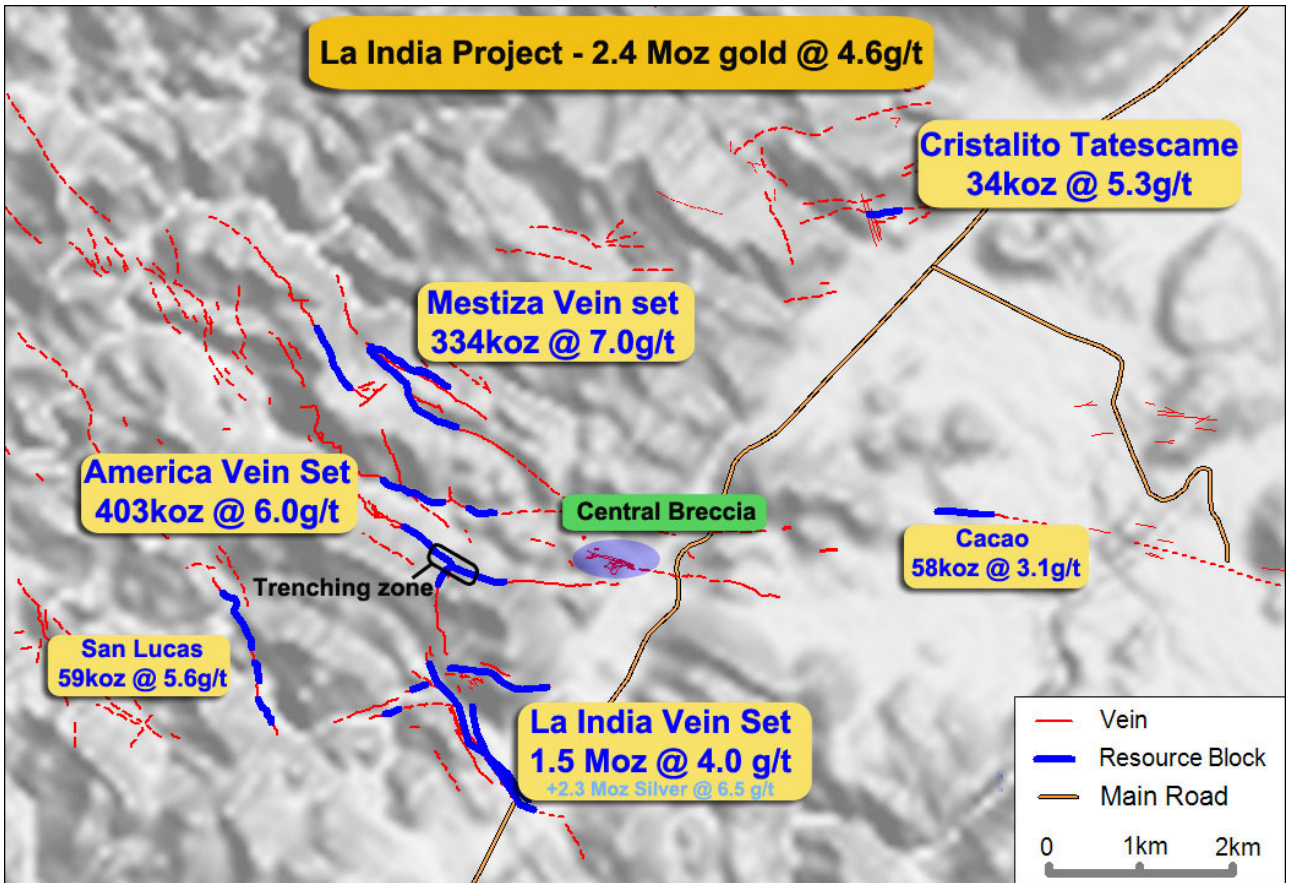 La India Project - 2.4 Moz gold @ 4.6g/t
Cristalito Tatescame
34koz @ 5.3g/t
Mestiza Vein set
334koz @ 7.0g/t
America Vein Set
403koz @ 6.0g/t
Central Breccia
Cacao
58koz @ 3.1g/t
Trenching zone
San Lucas
59koz @ 5.6g/t
La India Vein Set
1.5 Moz @ 4.0 g/t
+2.3 Moz Silver @ 6.5 g/t
Vein
Resource Block
Main Road
0 1km 2km